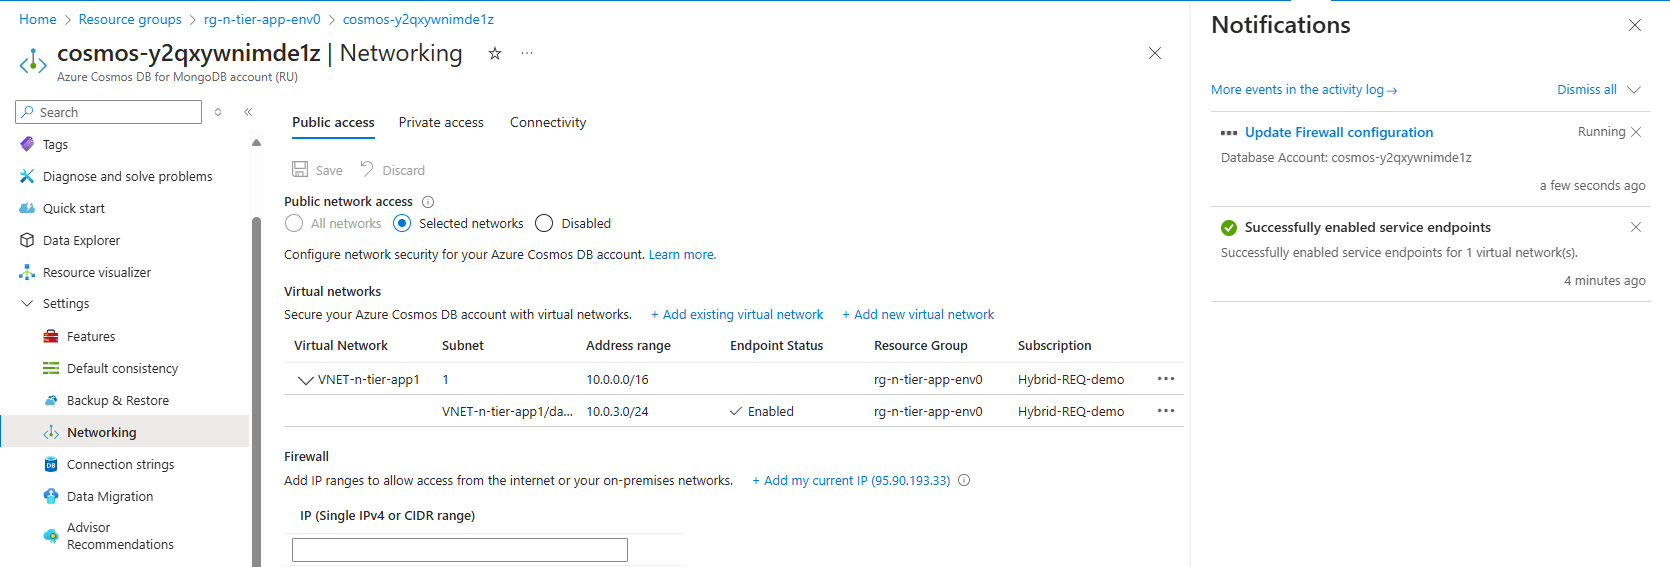 Home > Resource groups > rg-n-tier-app-env0 > cosmos-y2qxywnimde1z
cosmos-y2qxywnimde1z | Networking
Azure Cosmos DB for MongoDB account (RU)
Search
Tags
Diagnose and solve problems
Quick start
Data Explorer
Resource visualizer
Settings
Features
Default consistency
Backup & Restore
Networking
Connection strings
Data Migration
Advisor
Recommendations
Public access Private access Connectivity
Save Discard
Public network access
All networks Selected networks Disabled
Configure network security for your Azure Cosmos DB account. Learn more.
Virtual networks
Secure your Azure Cosmos DB account with virtual networks. + Add existing virtual network + Add new virtual network
Virtual Network Subnet Address range Endpoint Status Resource Group Subscription
VNET-n-tier-app1 1 10.0.0.0/16 rg-n-tier-app-env0 Hybrid-REQ-demo
VNET-n-tier-app1/da... 10.0.3.0/24 Enabled rg-n-tier-app-env0 Hybrid-REQ-demo
Firewall
Add IP ranges to allow access from the internet or your on-premises networks. + Add my current IP (95.90.193.33)
IP (Single IPv4 or CIDR range)
Notifications
More events in the activity log →
Dismiss all
Update Firewall configuration Running
Database Account: cosmos-y2qxywnimde1z
a few seconds ago
Successfully enabled service endpoints
Successfully enabled service endpoints for 1 virtual network(s).
4 minutes ago